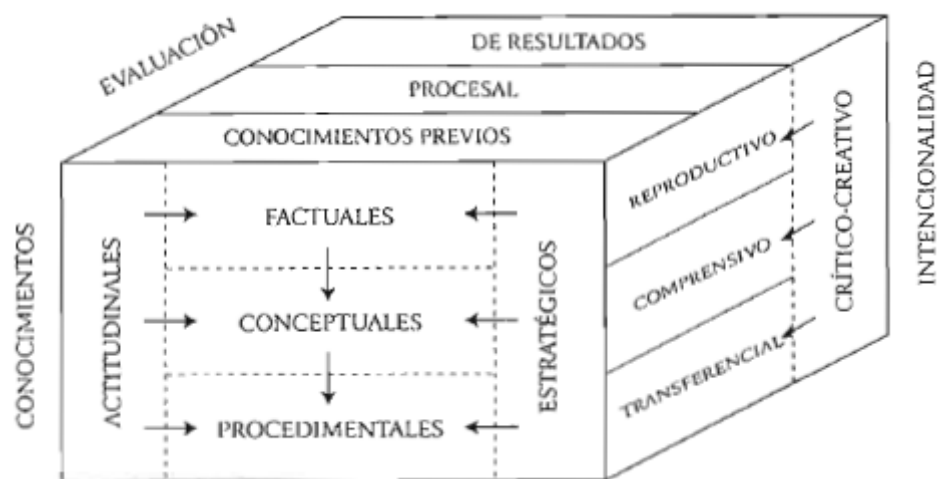 EVALUACIÓN
DE RESULTADOS
PROCESAL
CONOCIMIENTOS PREVIOS
CONOCIMIENTOS
ACTITUDINALES
FACTUALES
CONCEPTUALES
PROCEDIMENTALES
ESTRATÉGICOS
REPRODUCTIVO
COMPRENSIVO
TRANSFERENCIAL
CRÍTICO-CREATIVO
INTENCIONALIDAD